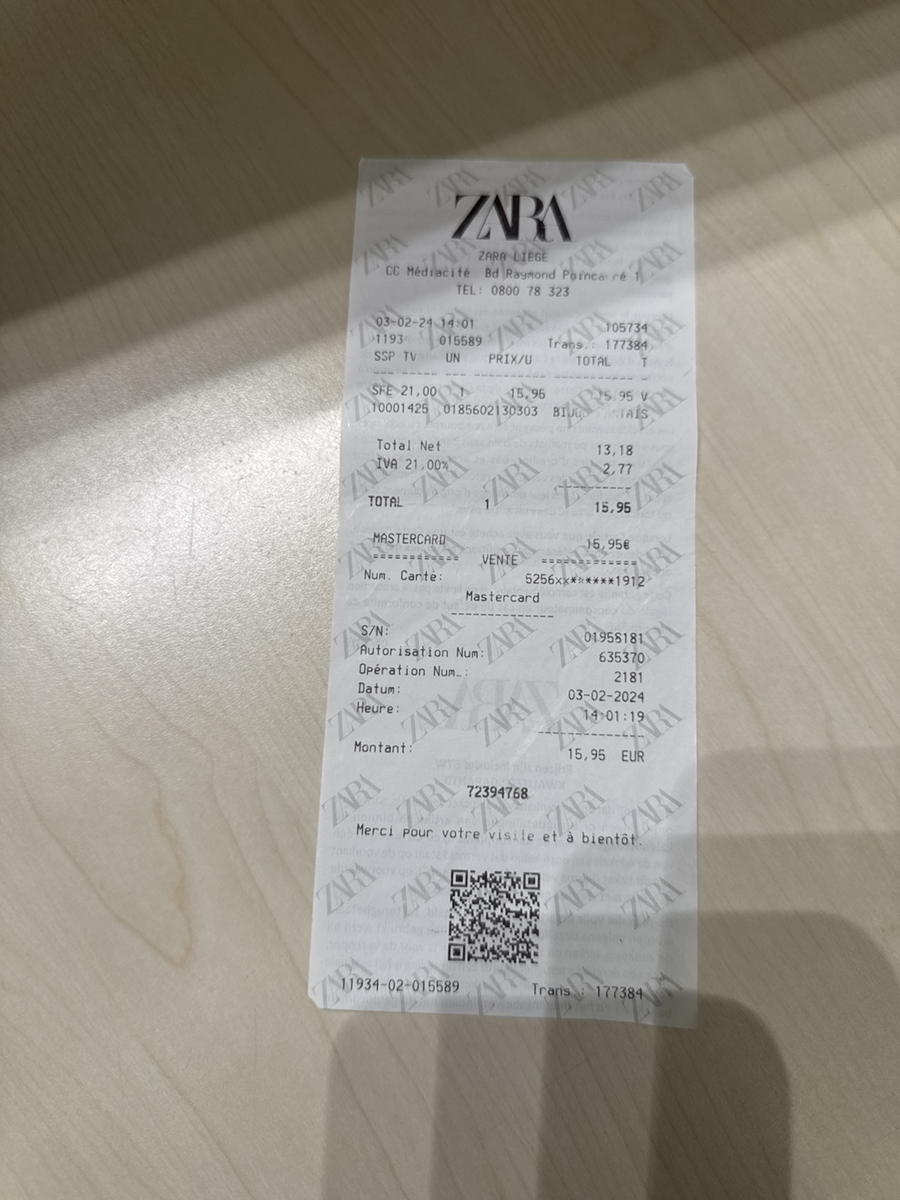 ZARA
ZARA LIEGE
CC Médiacité Bd Raymond Poincaré 1
TEL: 0800 78 323
03-02-24 14:01 105734
1193 015589 Trans.: 177384
SSP TV UN PRIX/U TOTAL T
SFE 21,00 1 15,95 15,95 V
10001425 0185602130303
Total Net 13,18
IVA 21,00% 2,77
TOTAL 1 15,95
MASTERCARD 15,95€
============ VENTE =============
Num. Carte: 5256xx******1912
Mastercard
S/N: 01958181
Autorisation Num: 635370
Opération Num.: 2181
Datum: 03-02-2024
Heure: 14:01:19
Montant: 15,95 EUR
72394768
Merci pour votre visite et à bientôt.
11934-02-015589 Trans.: 177384